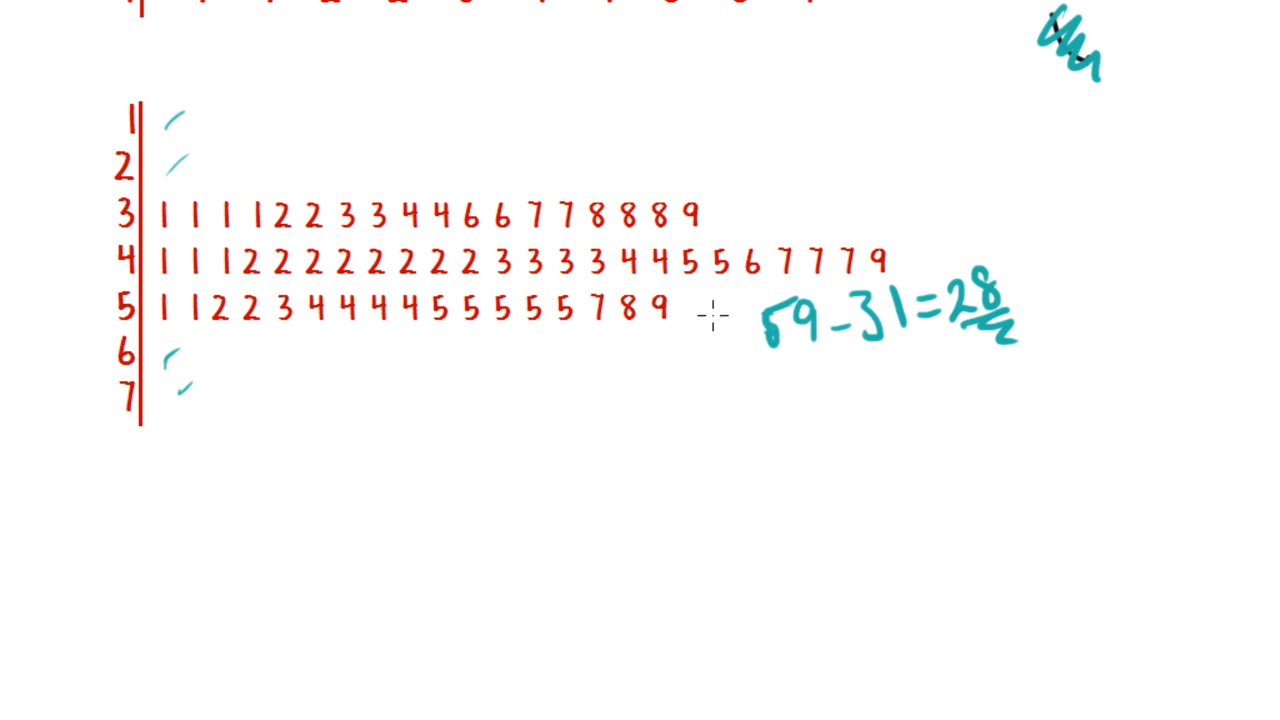 1
2
3 1 1 1 1 2 2 3 3 4 4 6 6 7 7 8 8 8 9
4 1 1 1 2 2 2 2 2 2 2 2 3 3 3 3 4 4 5 5 6 7 7 7 9
5 1 1 2 2 3 4 4 4 4 5 5 5 5 5 7 8 9
59-31=28
6
7